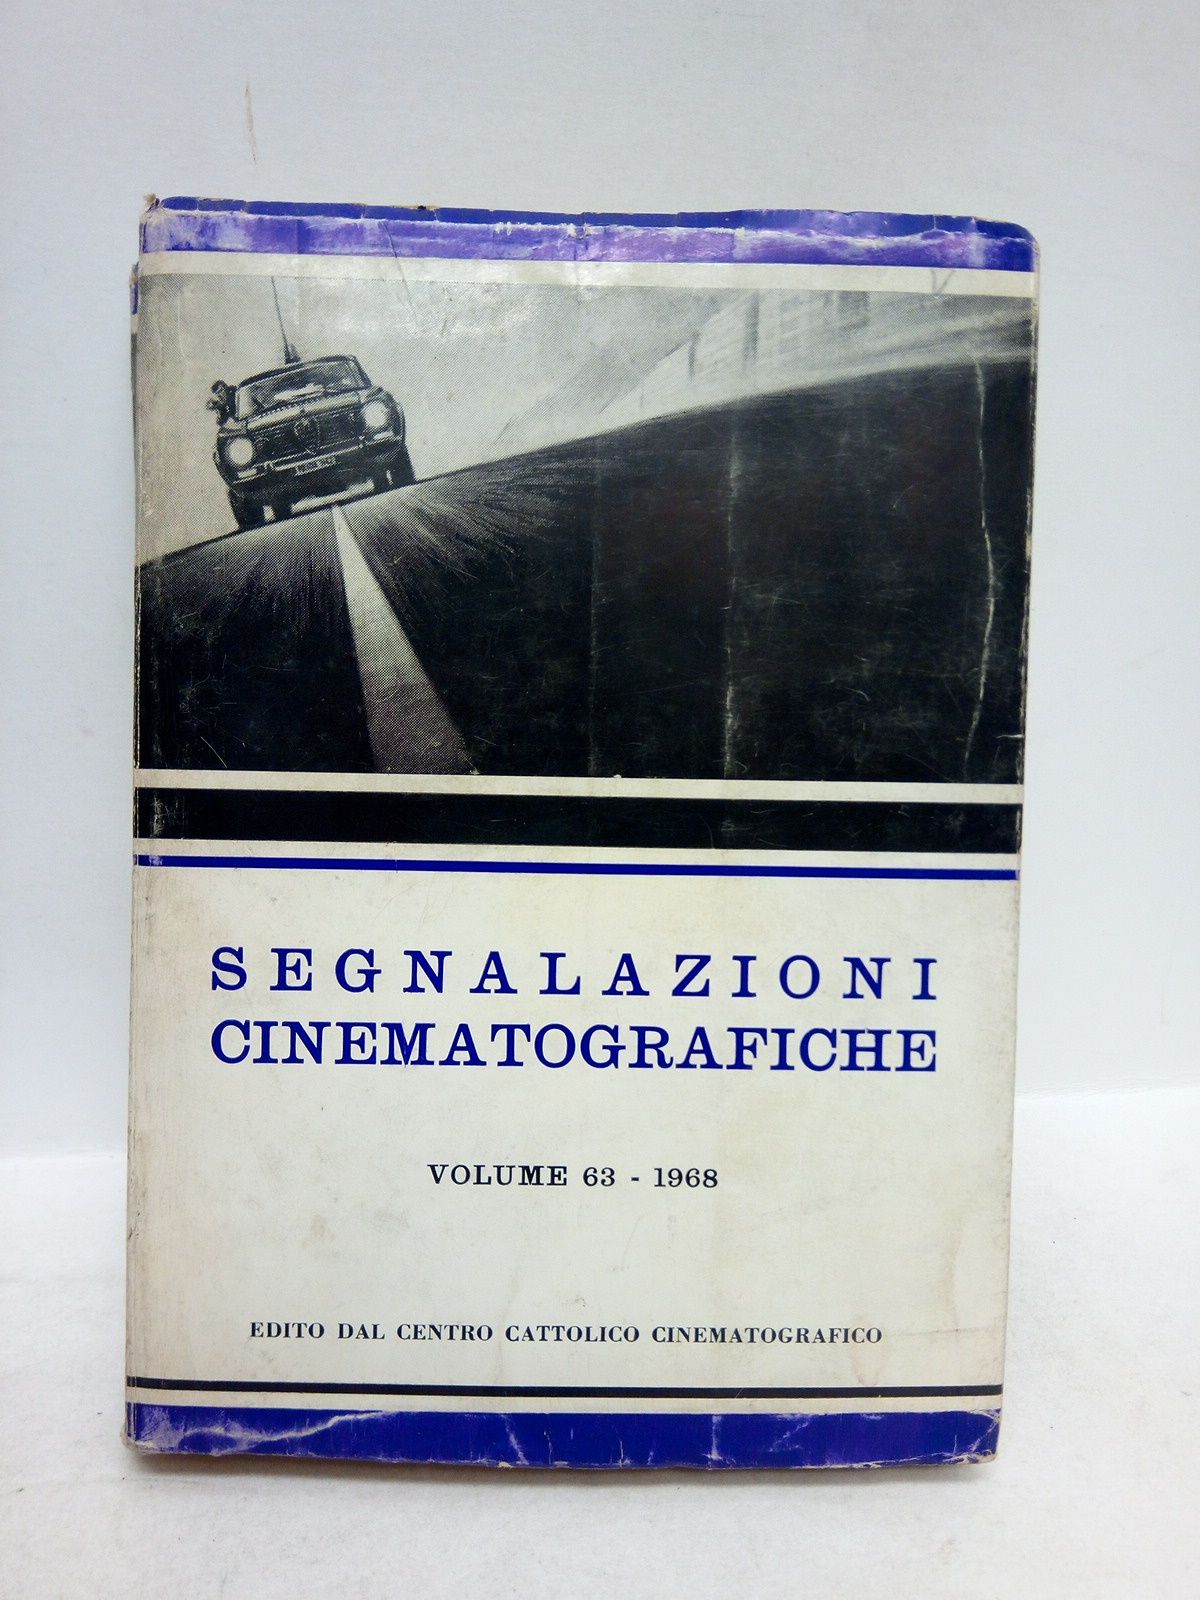 SEGNALAZIONI
CINEMATOGRAFICHE
VOLUME 63 - 1968
EDITO DAL CENTRO CATTOLICO CINEMATOGRAFICO